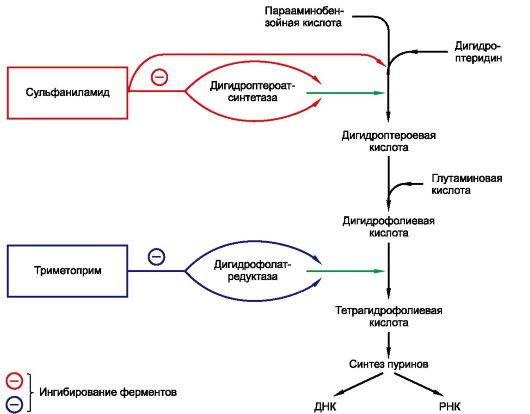 Парааминобен-
зойная кислота
Дигидро-
птеридин
Сульфаниламид
Дигидроптероат-
синтетаза
Дигидроптероевая
кислота
Глутаминовая
кислота
Дигидрофолиевая
кислота
Триметоприм
Дигидрофолат-
редуктаза
Тетрагидрофолиевая
кислота
Синтез пуринов
Ингибирование ферментов
ДНК
РНК